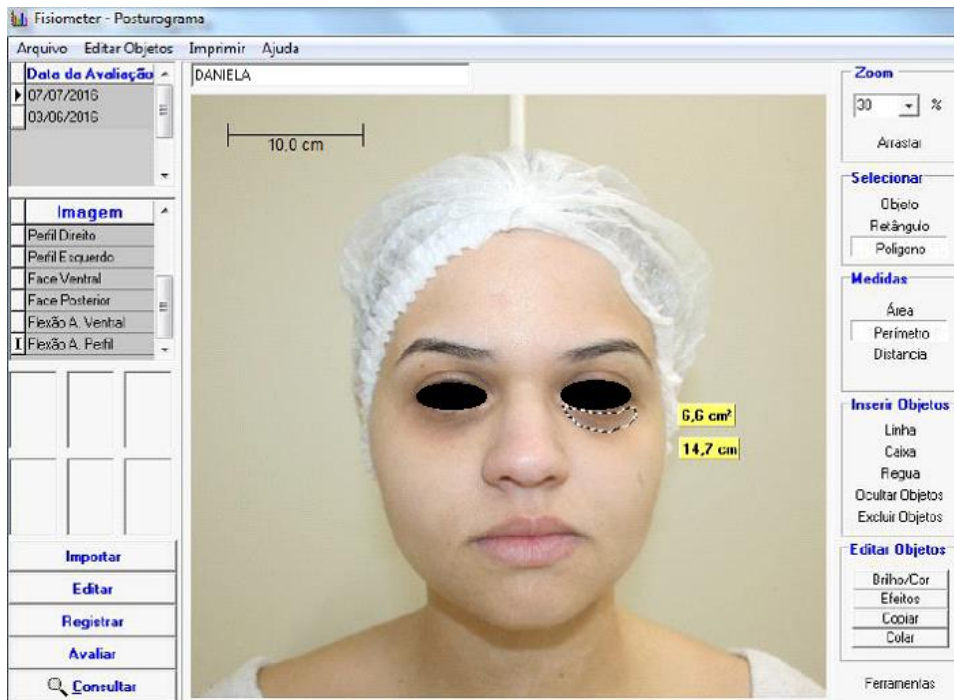 Fisiometer - Posturograma
Arquivo Editar Objetos Imprimir Ajuda
Data da Avaliação
07/07/2016
03/06/2016
Imagem
Perfil Direito
Perfil Esquerdo
Face Ventral
Face Posterior
Flexão A. Ventral
I Flexão A. Perfil
Importar
Editar
Registrar
Avaliar
Consultar
DANIELA
10,0 cm
6,6 cm²
14,7 cm
Zoom
30 %
Arrastar
Selecionar
Objeto
Retângulo
Poligono
Medidas
Área
Perímetro
Distancia
Inserir Objetos
Linha
Caixa
Regua
Ocultar Objetos
Excluir Objetos
Editar Objetos
Brilho/Cor
Efeitos
Copiar
Colar
Ferramentas